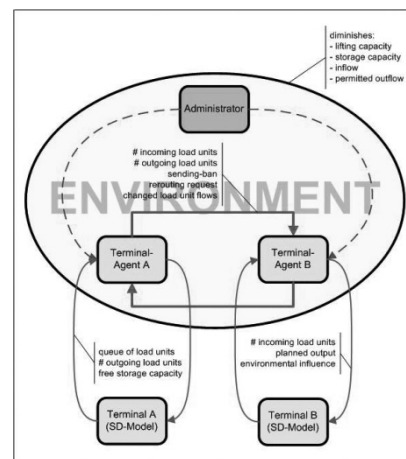 diminishes:
- lifting capacity
- storage capacity
- inflow
- permitted outflow
Administrator
# incoming load units
# outgoing load units
sending-ban
rerouting request
changed load unit flows
ENVIRONMENT
Terminal-
Agent A
Terminal-
Agent B
queue of load units
# outgoing load units
free storage capacity
# incoming load units
planned output
environmental influence
Terminal A
(SD-Model)
Terminal B
(SD-Model)